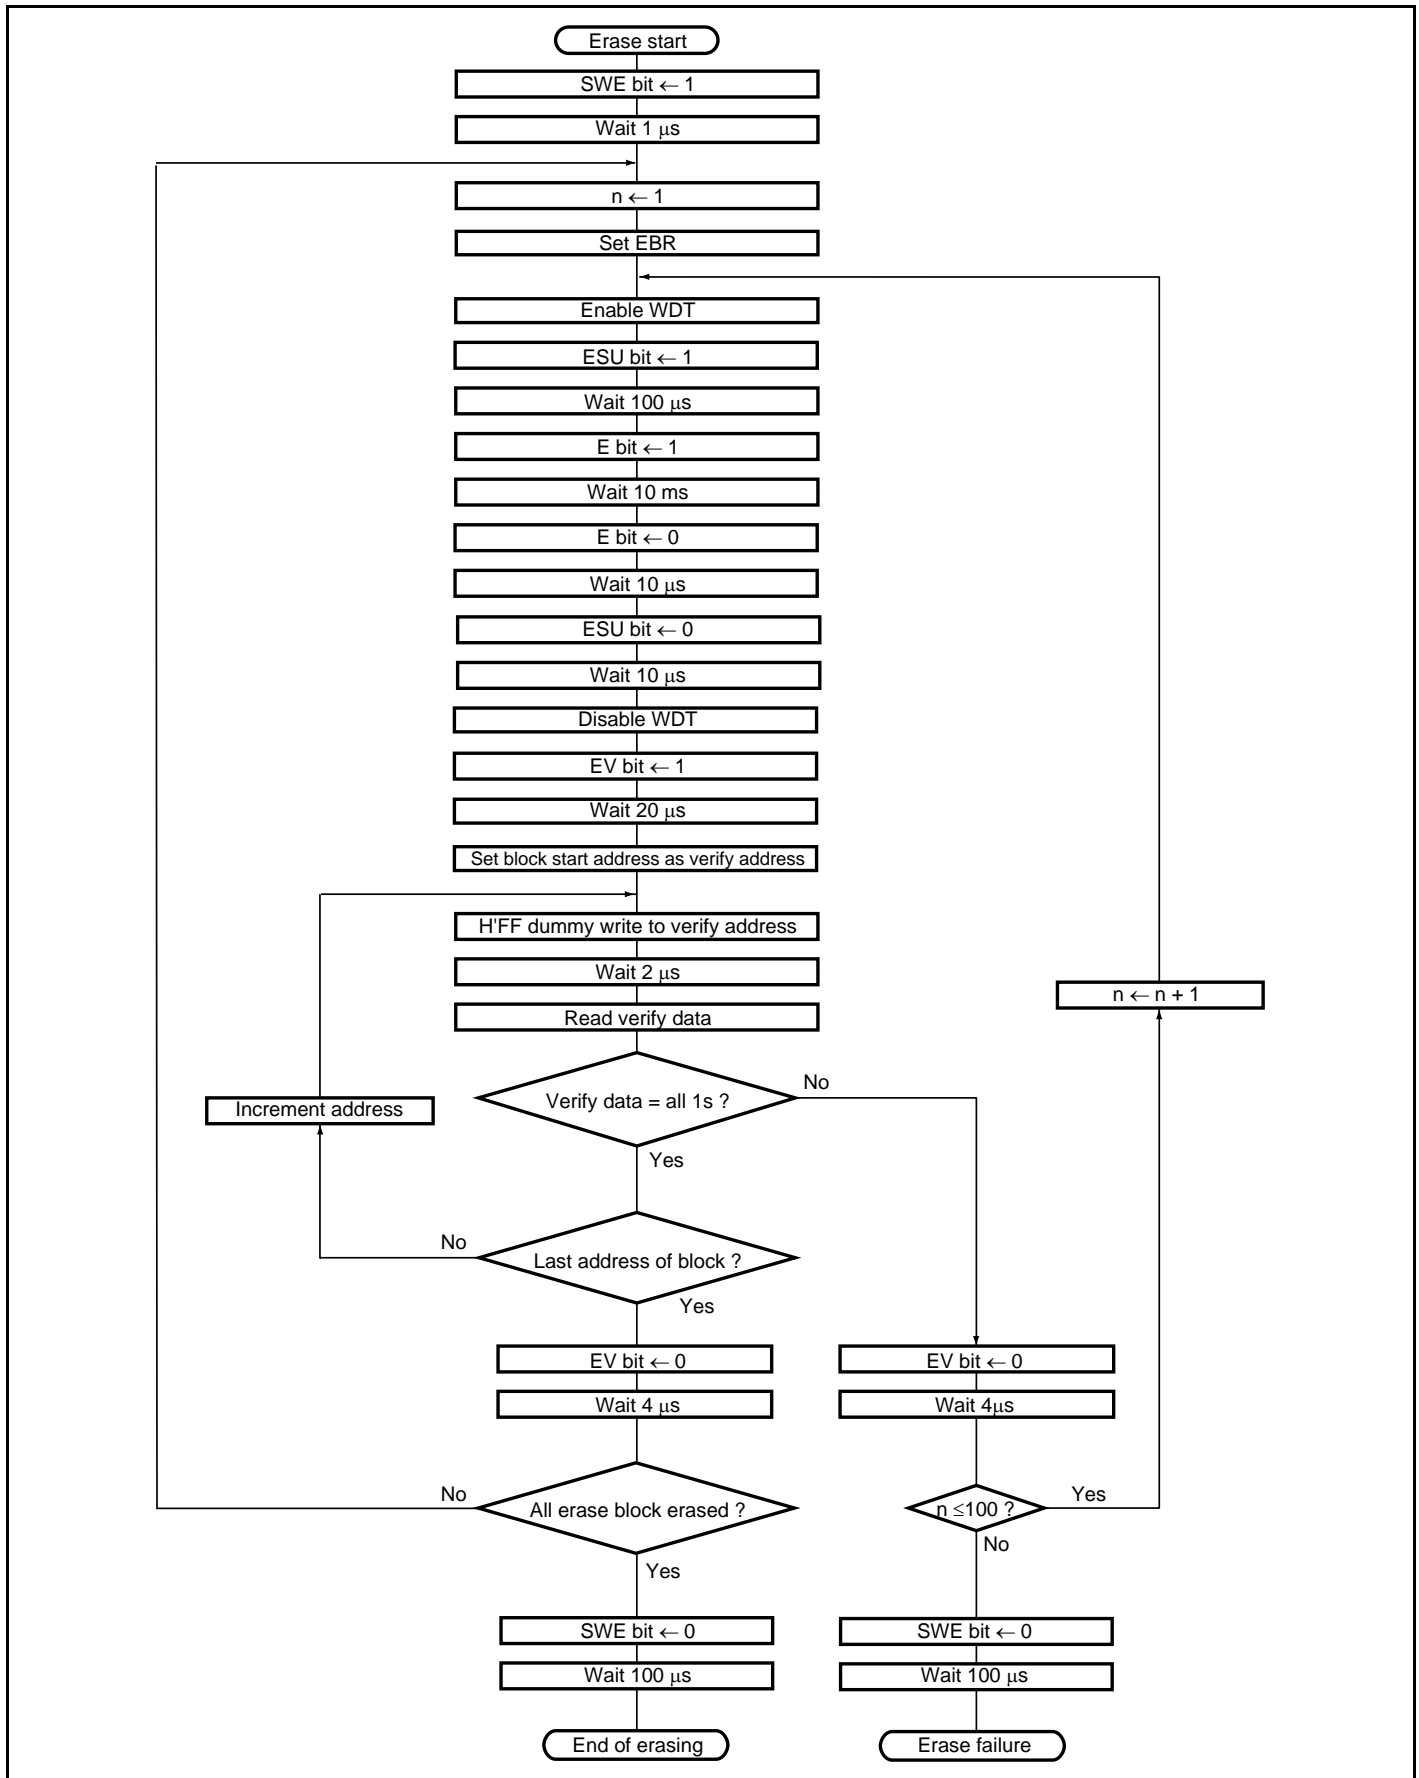 Erase start
SWE bit ← 1
Wait 1 μs
n ← 1
Set EBR
Enable WDT
ESU bit ← 1
Wait 100 μs
E bit ← 1
Wait 10 ms
E bit ← 0
Wait 10 μs
ESU bit ← 0
Wait 10 μs
Disable WDT
EV bit ← 1
Wait 20 μs
Set block start address as verify address
H'FF dummy write to verify address
Wait 2 μs
n ← n + 1
Read verify data
No
Verify data = all 1s ?
Increment address
Yes
No
Last address of block ?
Yes
EV bit ← 0
EV bit ← 0
Wait 4 μs
Wait 4μs
No
All erase block erased ?
n ≤100 ?
Yes
No
Yes
SWE bit ← 0
SWE bit ← 0
Wait 100 μs
Wait 100 μs
End of erasing
Erase failure